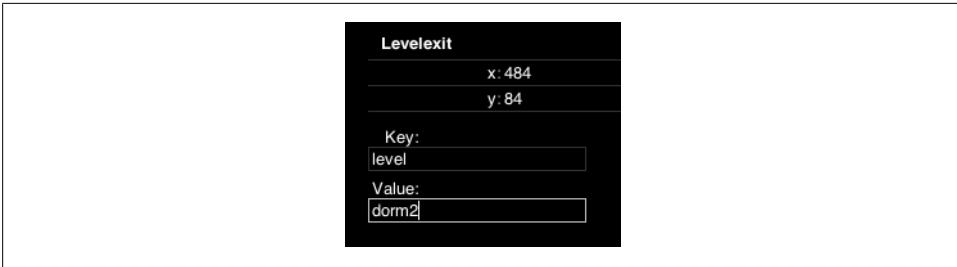 Levelexit
x: 484
y: 84
Key:
level
Value:
dorm2